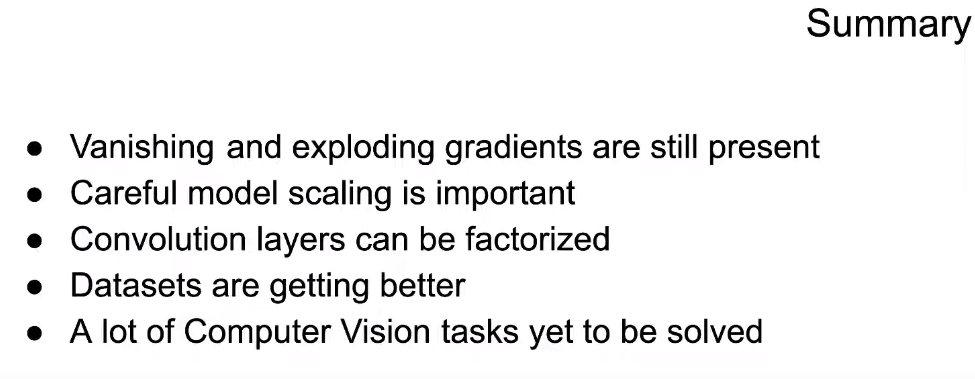 Summary
● Vanishing and exploding gradients are still present
● Careful model scaling is important
● Convolution layers can be factorized
● Datasets are getting better
● A lot of Computer Vision tasks yet to be solved